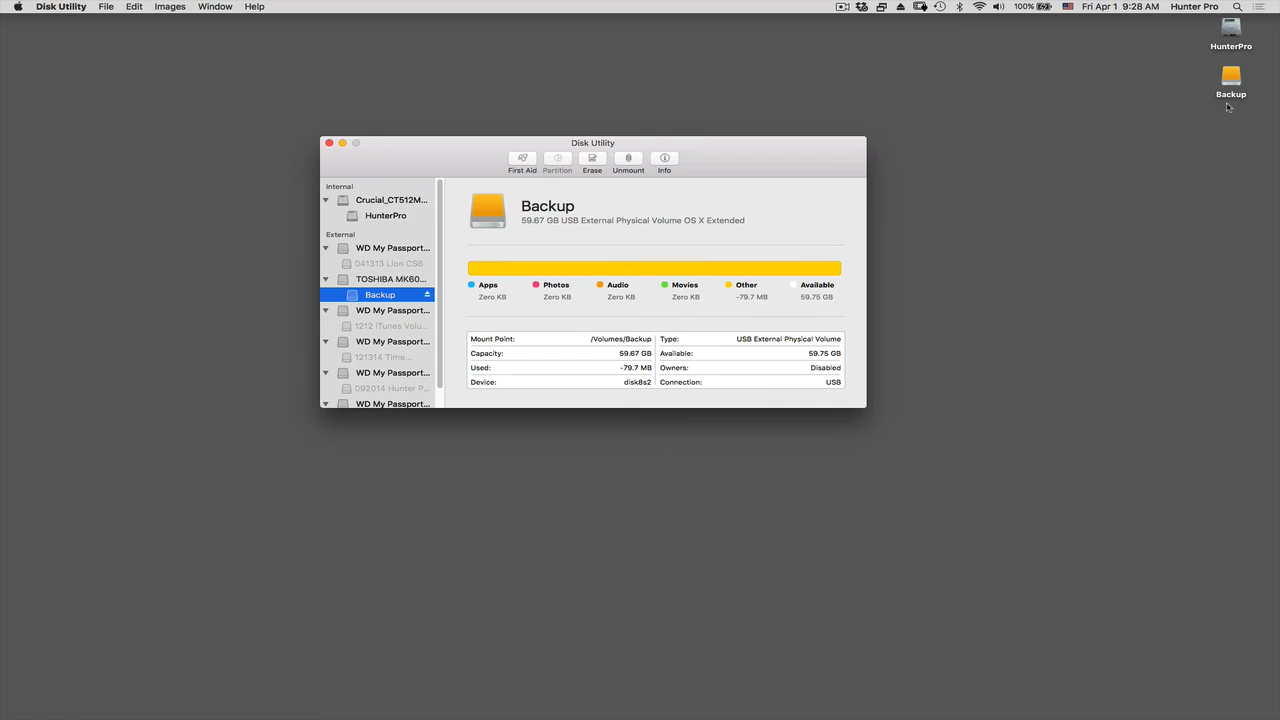 Disk Utility File Edit Images Window Help 100% Fri Apr 1 9:28 AM Hunter Pro
HunterPro
Backup
Disk Utility
First Aid Partition Erase Unmount Info
Internal
Crucial_CT512M...
HunterPro
External
WD My Passport...
041313 Lion CS6
TOSHIBA MK60...
Backup
WD My Passport...
1212 iTunes Volu...
WD My Passport...
121314 Time...
WD My Passport...
092014 Hunter P...
WD My Passport...
Backup
59.67 GB USB External Physical Volume OS X Extended
Apps Photos Audio Movies Other Available
Zero KB Zero KB Zero KB Zero KB -79.7 MB 59.75 GB
Mount Point: /Volumes/Backup Type: USB External Physical Volume
Capacity: 59.67 GB Available: 59.75 GB
Used: -79.7 MB Owners: Disabled
Device: disk8s2 Connection: USB